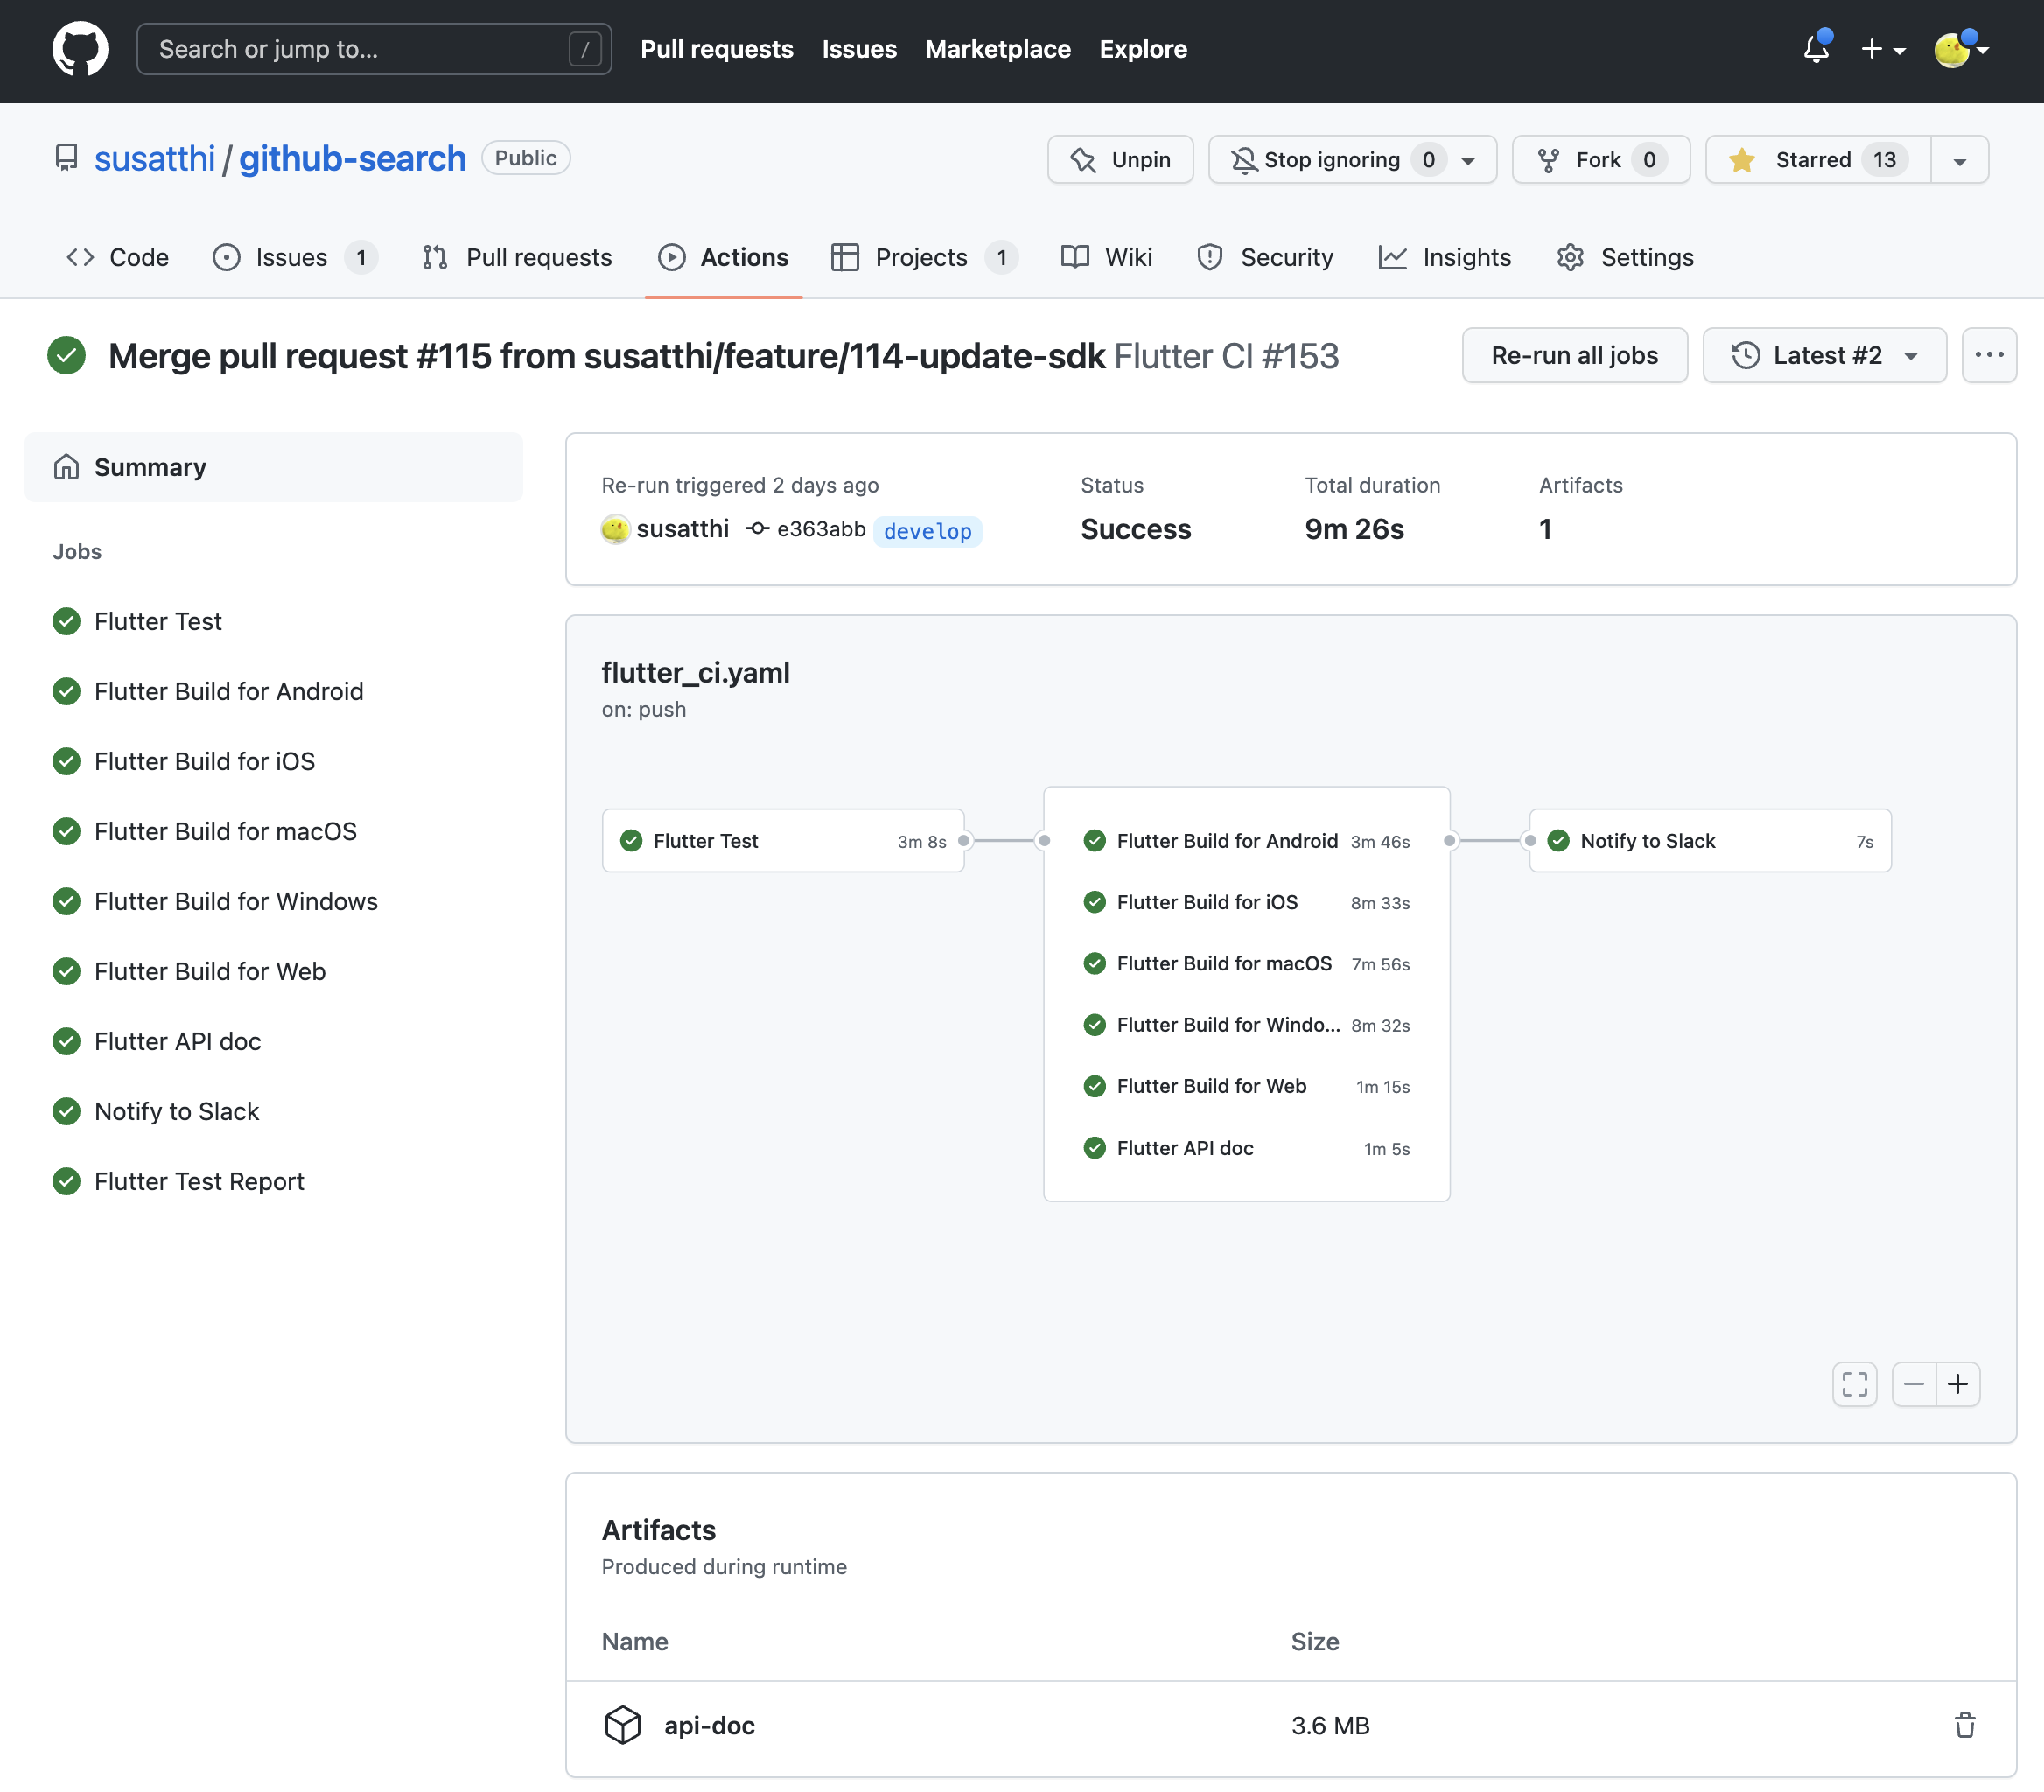 Search or jump to... /
Pull requests Issues Marketplace Explore
susatthi / github-search Public
Unpin Stop ignoring 0 Fork 0 Starred 13
Code Issues 1 Pull requests Actions Projects 1 Wiki Security Insights Settings
Merge pull request #115 from susatthi/feature/114-update-sdk Flutter CI #153
Re-run all jobs Latest #2 ...
Summary
Jobs
Flutter Test
Flutter Build for Android
Flutter Build for iOS
Flutter Build for macOS
Flutter Build for Windows
Flutter Build for Web
Flutter API doc
Notify to Slack
Flutter Test Report
Re-run triggered 2 days ago
susatthi e363abb develop
Status
Success
Total duration
9m 26s
Artifacts
1
flutter_ci.yaml
on: push
Flutter Test 3m 8s
Flutter Build for Android 3m 46s
Flutter Build for iOS 8m 33s
Flutter Build for macOS 7m 56s
Flutter Build for Windo... 8m 32s
Flutter Build for Web 1m 15s
Flutter API doc 1m 5s
Notify to Slack 7s
Artifacts
Produced during runtime
Name Size
api-doc 3.6 MB